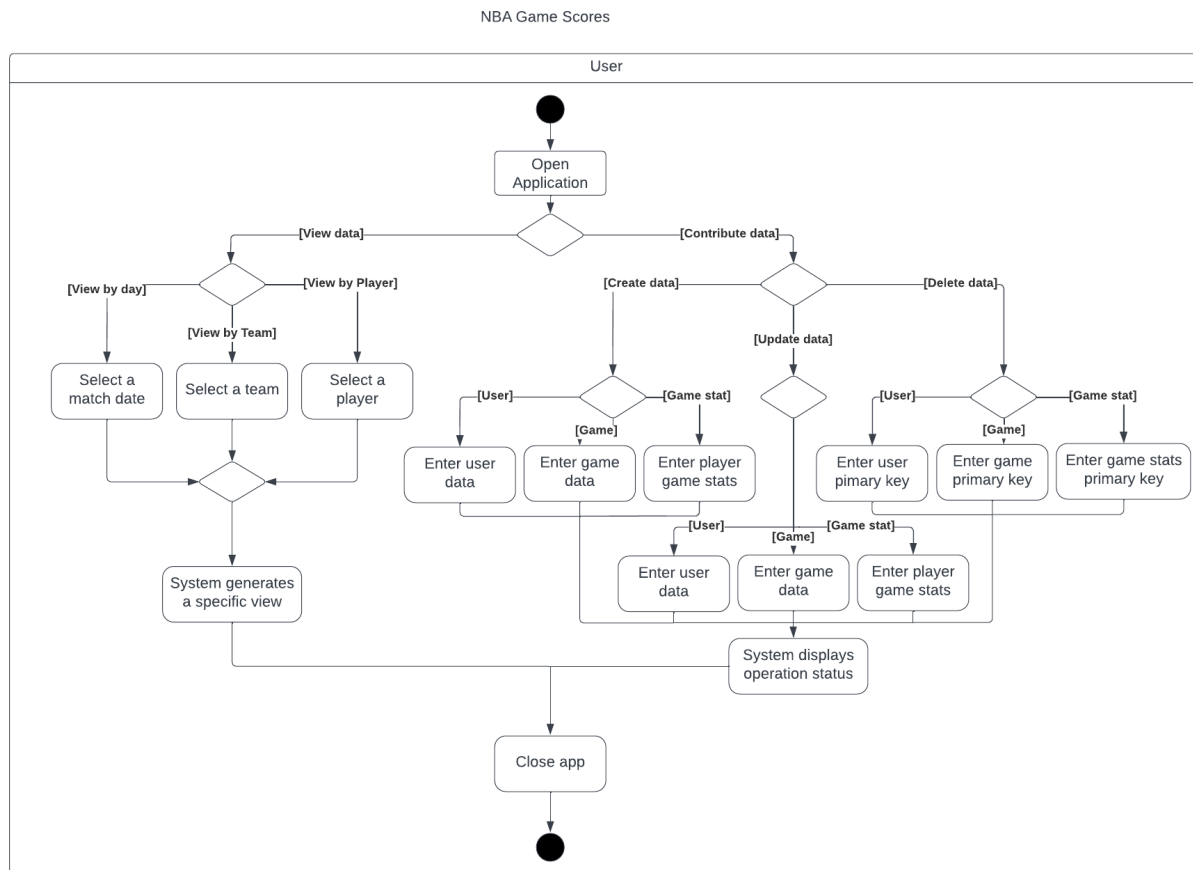 NBA Game Scores
User
Open
Application
[View data]
[Contribute data]
[View by day]
[View by Player]
[View by Team]
[Create data]
[Delete data]
[Update data]
Select a
match date
Select a team
Select a
player
[User]
[Game stat]
[Game]
[User]
[Game stat]
[Game]
Enter user
data
Enter game
data
Enter player
game stats
Enter user
pimary key
Enter game
primary key
Enter game stats
primary key
[User]
[Game stat]
[Game]
Enter user
data
Enter game
data
Enter player
game stats
System generates
a specific view
System displays
operation status
Close app